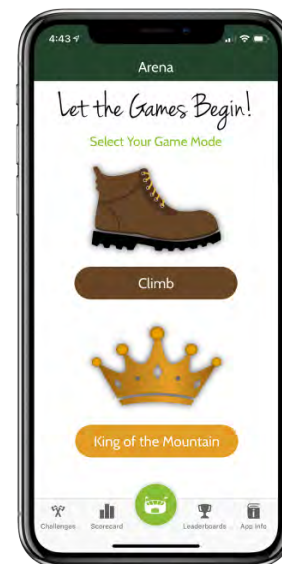 4:43
Arena
Let the Games Begin!
Select Your Game Mode
Climb
King of the Mountain
Challenges
Scorecard
Leaderboards
App Info